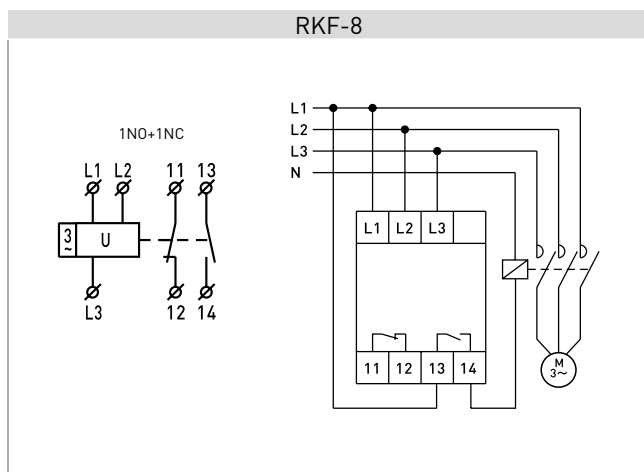 RKF-8
1NO+1NC
L1 L2 11 13
3
~
U
L3 12 14
L1
L2
L3
N
L1 L2 L3
11 12 13 14
M
3~